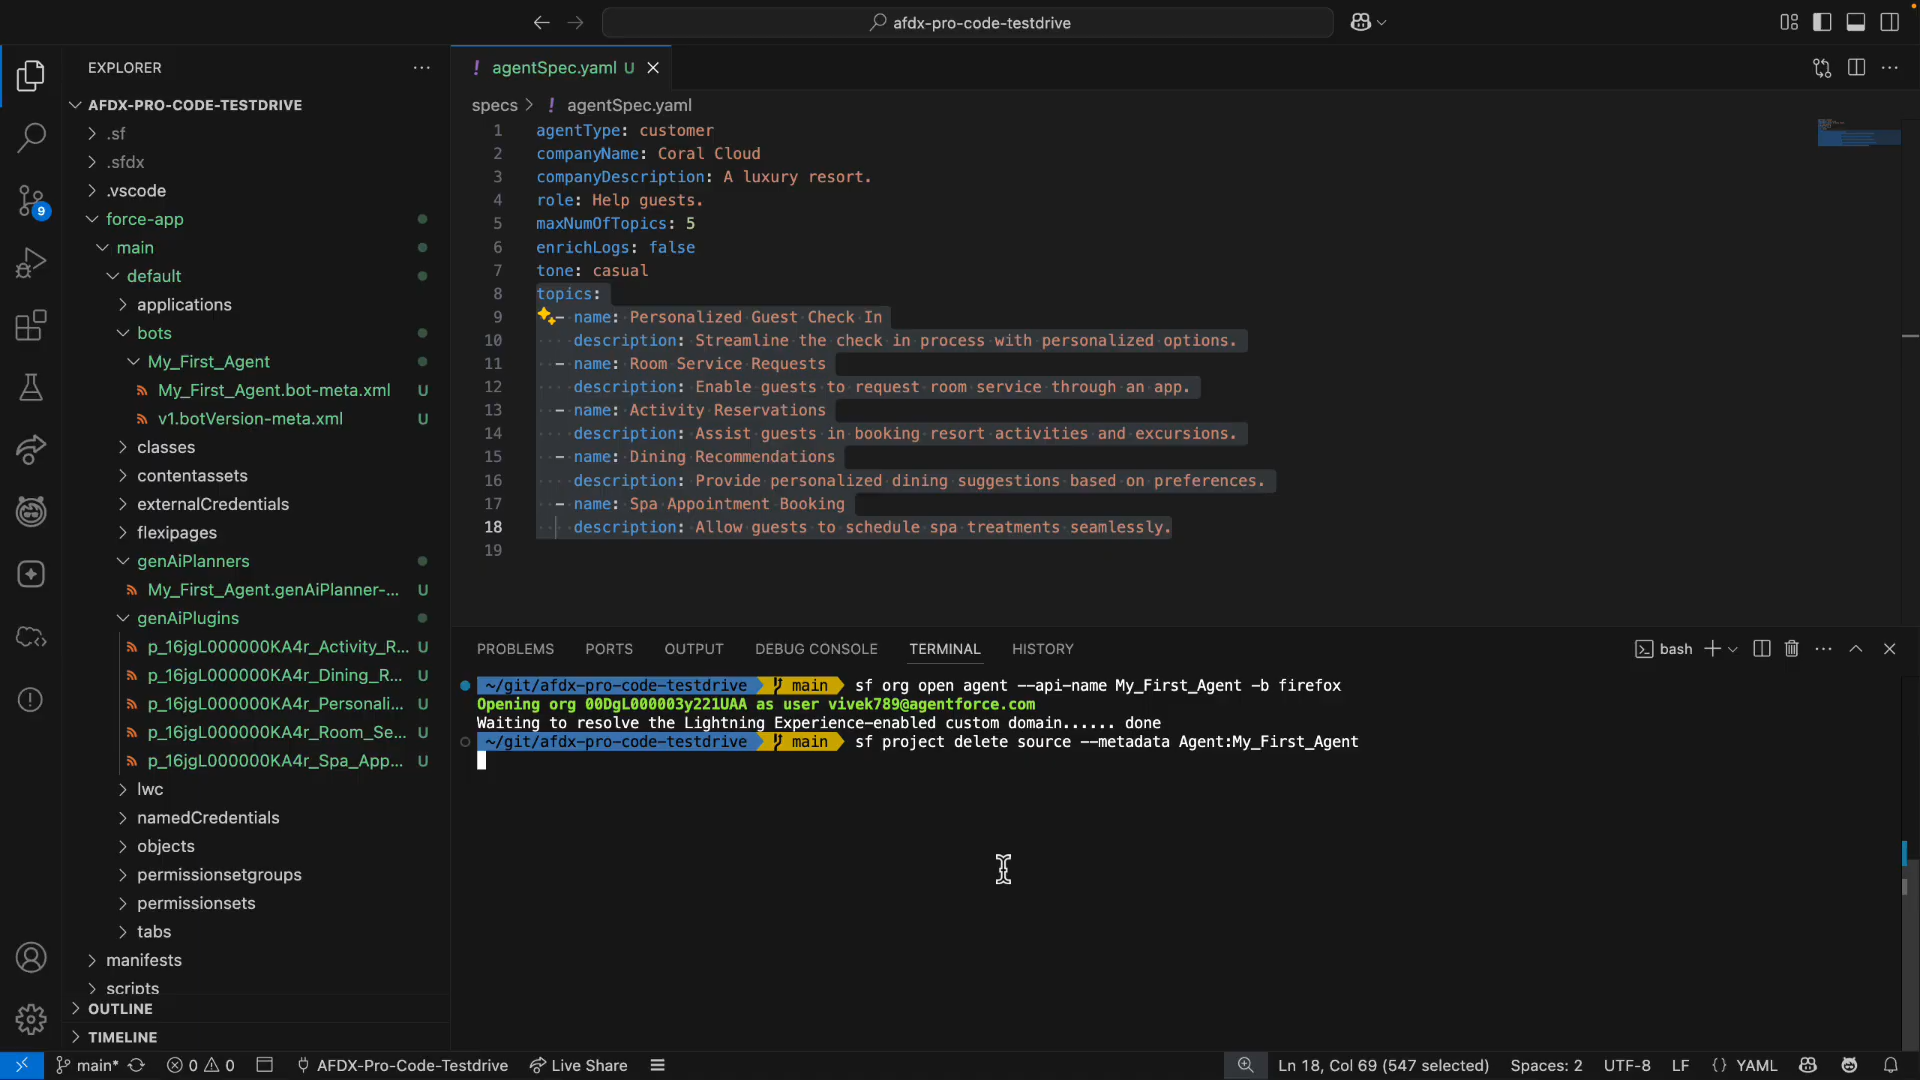 afdx-pro-code-testdrive
EXPLORER
AFDX-PRO-CODE-TESTDRIVE
.sf
.sfdx
.vscode
force-app
main
default
applications
bots
My_First_Agent
My_First_Agent.bot-meta.xml U
v1.botVersion-meta.xml U
classes
contentassets
externalCredentials
flexipages
genAiPlanners
My_First_Agent.genAiPlanner-... U
genAiPlugins
p_16jgL000000KA4r_Activity_R... U
p_16jgL000000KA4r_Dining_R... U
p_16jgL000000KA4r_Personali... U
p_16jgL000000KA4r_Room_Se... U
p_16jgL000000KA4r_Spa_App... U
lwc
namedCredentials
objects
permissionsetgroups
permissionsets
tabs
manifests
scripts
OUTLINE
TIMELINE
9
! agentSpec.yaml U
specs > ! agentSpec.yaml
1 agentType: customer
2 companyName: Coral Cloud
3 companyDescription: A luxury resort.
4 role: Help guests.
5 maxNumOfTopics: 5
6 enrichLogs: false
7 tone: casual
8 topics:
9 - name: Personalized Guest Check In
10 description: Streamline the check in process with personalized options.
11 - name: Room Service Requests
12 description: Enable guests to request room service through an app.
13 - name: Activity Reservations
14 description: Assist guests in booking resort activities and excursions.
15 - name: Dining Recommendations
16 description: Provide personalized dining suggestions based on preferences.
17 - name: Spa Appointment Booking
18 description: Allow guests to schedule spa treatments seamlessly.
19
PROBLEMS PORTS OUTPUT DEBUG CONSOLE TERMINAL HISTORY
bash
~/git/afdx-pro-code-testdrive main sf org open agent --api-name My_First_Agent -b firefox
Opening org 00DgL000003y221UAA as user vivek789@agentforce.com
Waiting to resolve the Lightning Experience-enabled custom domain...... done
~/git/afdx-pro-code-testdrive main sf project delete source --metadata Agent:My_First_Agent
main* 0 0 AFDX-Pro-Code-Testdrive Live Share
Ln 18, Col 69 (547 selected) Spaces: 2 UTF-8 LF {} YAML